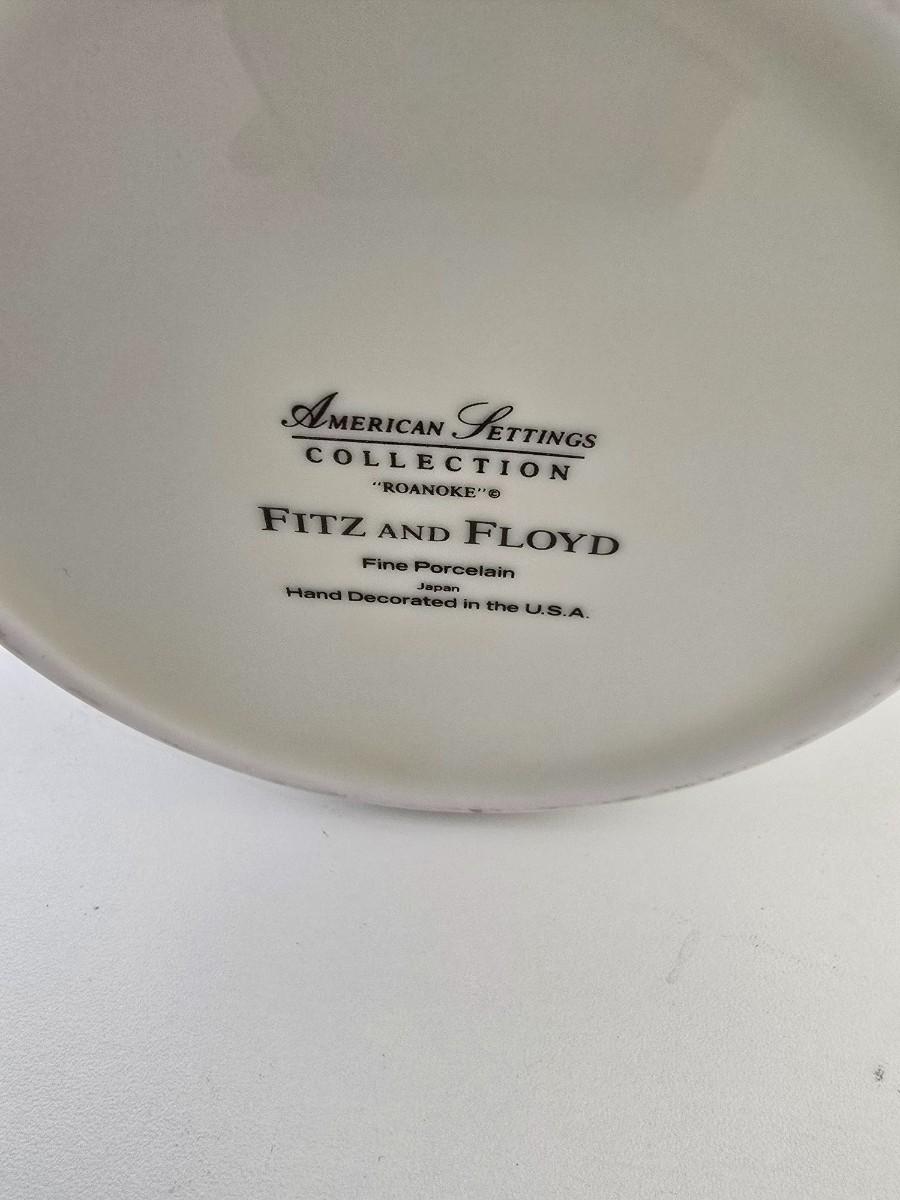 AMERICAN SETTINGS
COLLECTION
"ROANOKE"©
FITZ AND FLOYD
Fine Porcelain
Japan
Hand Decorated in the U.S.A.